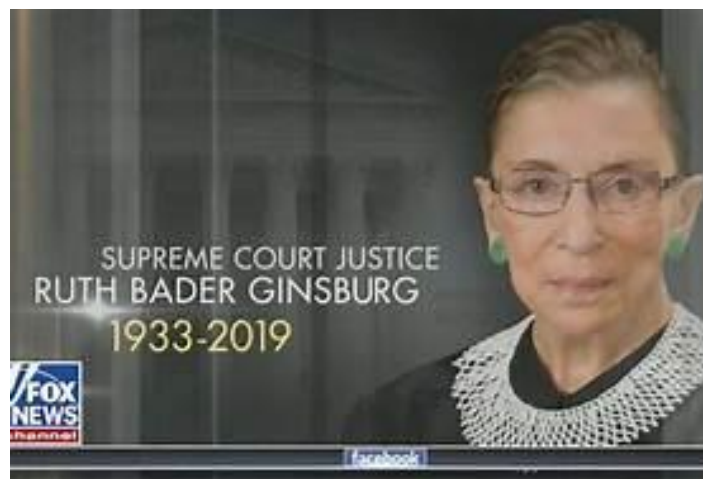 SUPREME COURT JUSTICE
RUTH BADER GINSBURG
1933-2019
FOX
NEWS
channel
facebook